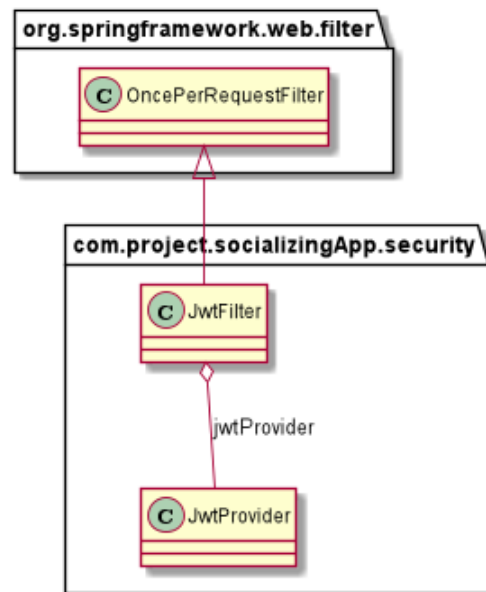 org.springframework.web.filter
C OncePerRequestFilter
com.project.socializingApp.security
C JwtFilter
jwtProvider
C JwtProvider